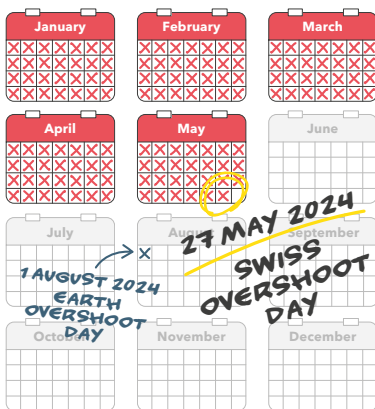 January
February
March
April
May
June
July
August
September
27 MAY 2024
SWISS
OVERSHOOT
DAY
1 AUGUST 2024
EARTH
OVERSHOOT
DAY
October
November
December